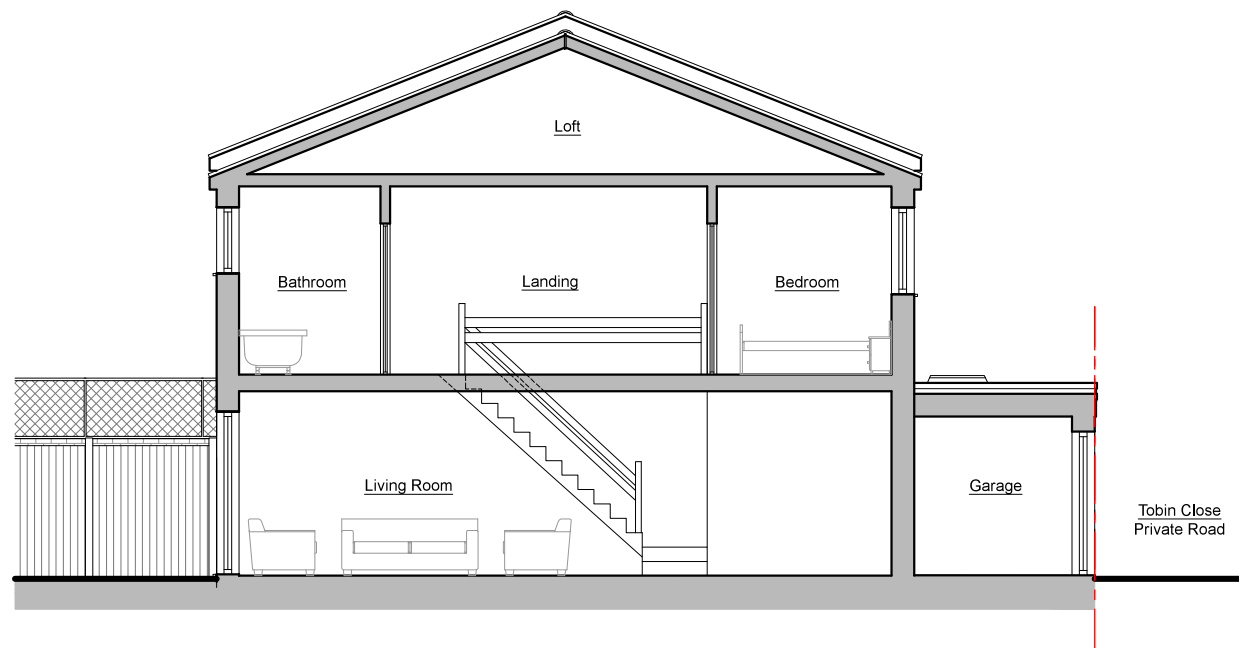 Loft
Bathroom
Landing
Bedroom
Living Room
Garage
Tobin Close
Private Road